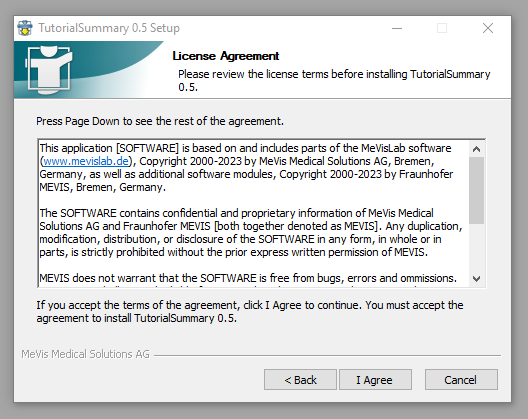 TutorialSummary 0.5 Setup
License Agreement
Please review the license terms before installing TutorialSummary
0.5.
Press Page Down to see the rest of the agreement.
This application [SOFTWARE] is based on and includes parts of the MeVisLab software
(www.mevislab.de), Copyright 2000-2023 by MeVis Medical Solutions AG, Bremen,
Germany, as well as additional software modules, Copyright 2000-2023 by Fraunhofer
MEVIS, Bremen, Germany.
The SOFTWARE contains confidential and proprietary information of MeVis Medical
Solutions AG and Fraunhofer MEVIS [both together denoted as MEVIS]. Any duplication,
modification, distribution, or disclosure of the SOFTWARE in any form, in whole or in
parts, is strictly prohibited without the prior express written permission of MEVIS.
MEVIS does not warrant that the SOFTWARE is free from bugs, errors and ommissions.
If you accept the terms of the agreement, click I Agree to continue. You must accept the
agreement to install TutorialSummary 0.5.
MeVis Medical Solutions AG
< Back
I Agree
Cancel